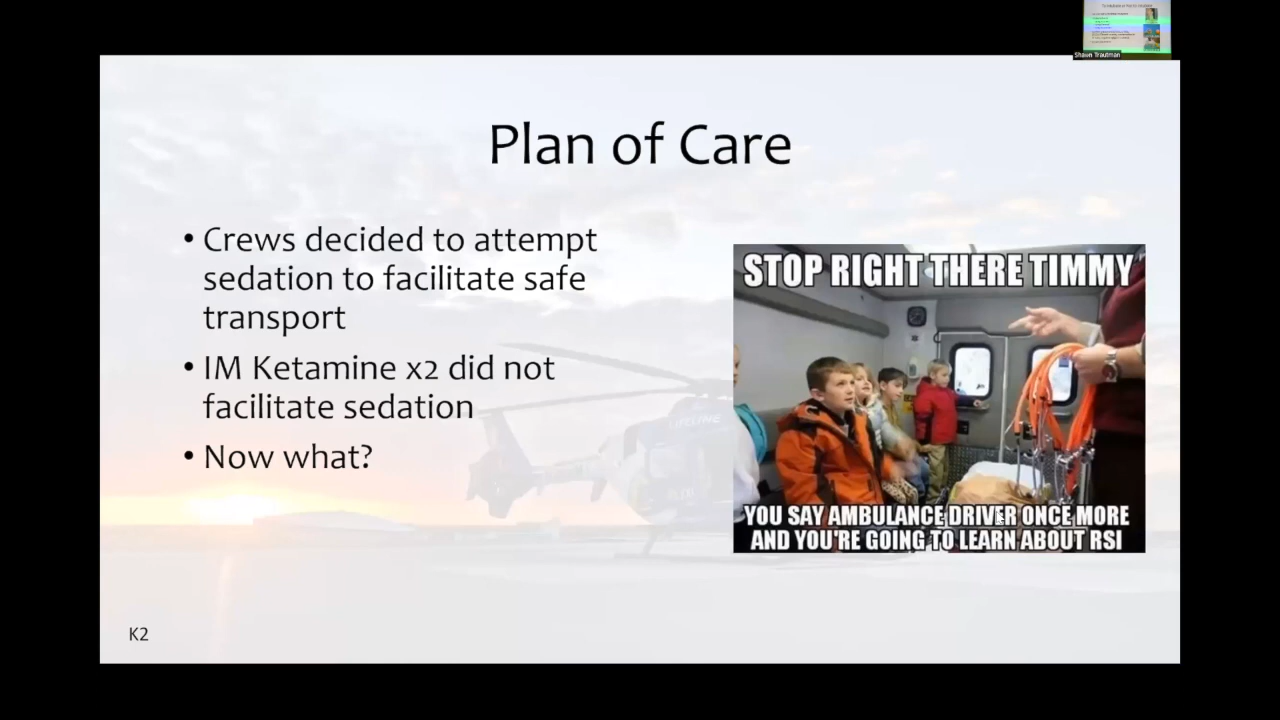 Shawn Trautman
Plan of Care
• Crews decided to attempt
sedation to facilitate safe
transport
• IM Ketamine x2 did not
facilitate sedation
• Now what?
STOP RIGHT THERE TIMMY
YOU SAY AMBULANCE DRIVER ONCE MORE
AND YOU'RE GOING TO LEARN ABOUT RSI
LIFELINE
K2